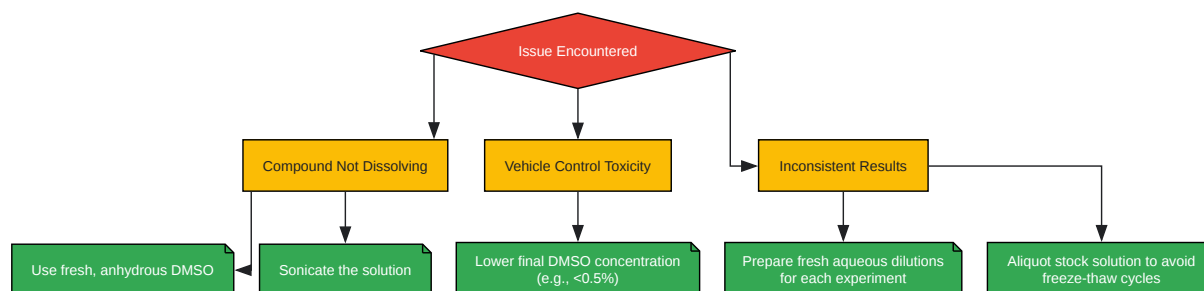 Issue Encountered
Compound Not Dissolving
Vehicle Control Toxicity
Inconsistent Results
Use fresh, anhydrous DMSO
Sonicate the solution
Lower final DMSO concentration
(e.g., <0.5%)
Prepare fresh aqueous dilutions
for each experiment
Aliquot stock solution to avoid
freeze-thaw cycles